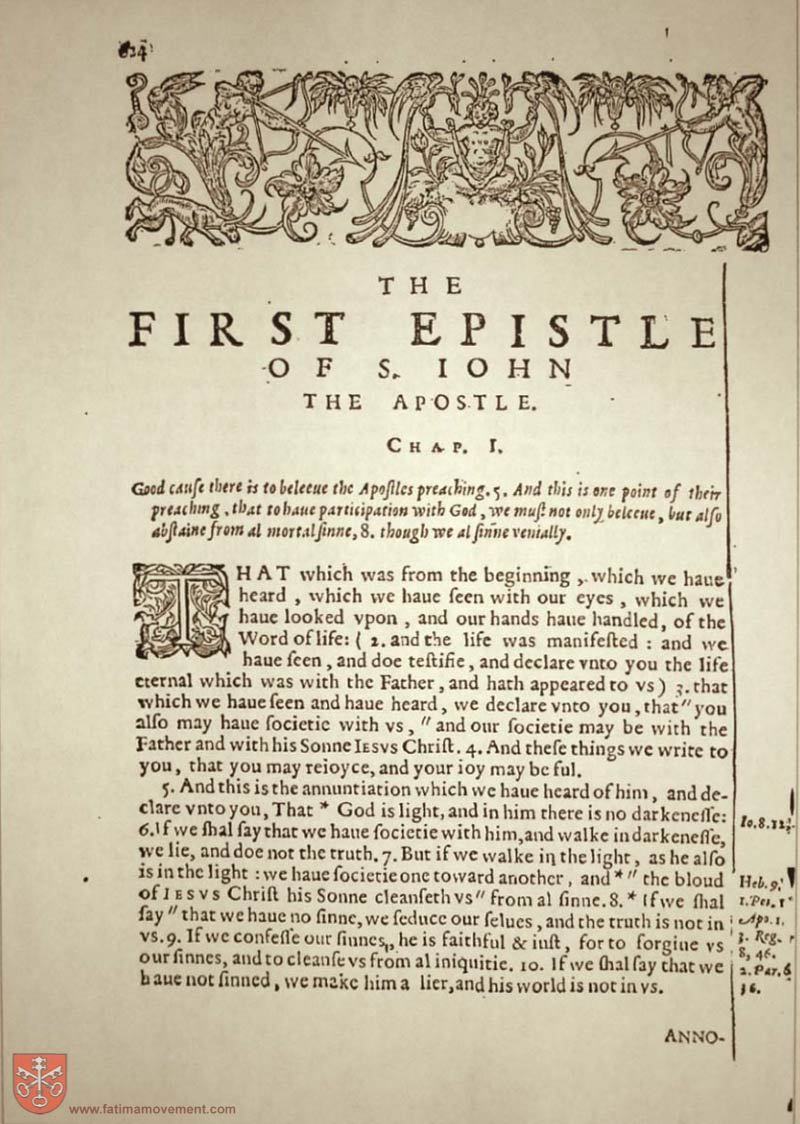 624
THE
FIRST EPISTLE
OF S. IOHN
THE APOSTLE.
CHAP. I.
Good cauſe there is to beleeue the Apoſtles preaching. 5. And this is one point of their
preaching, that to haue participation with God, we muſt not only beleeue, but alſo
abſtaine from al mortal ſinne, 8. though we al ſinne venially.
THAT which was from the beginning, which we haue
heard, which we haue ſeen with our eyes, which we
haue looked vpon, and our hands haue handled, of the
Word of life: ( 2. and the life was manifeſted : and we
haue ſeen, and doe teſtifie, and declare vnto you the life
eternal which was with the Father, and hath appeared to vs) 3. that
which we haue ſeen and haue heard, we declare vnto you, that "you
alſo may haue ſocietie with vs, " and our ſocietie may be with the
Father and with his Sonne IESVS Chriſt. 4. And theſe things we write to
you, that you may reioyce, and your ioy may be ful.
5. And this is the annuntiation which we haue heard of him, and de-
clare vnto you, That * God is light, and in him there is no darkeneſſe:
6. If we ſhal ſay that we haue ſocietie with him, and walke in darkeneſſe,
we lie, and doe not the truth. 7. But if we walke in the light, as he alſo
is in the light : we haue ſocietie one toward another, and *" the bloud
of IESVS Chriſt his Sonne cleanſeth vs " from al ſinne. 8. * If we ſhal
ſay " that we haue no ſinne, we ſeduce our ſelues, and the truth is not in
vs. 9. If we confeſſe our ſinnes, he is faithful & iuſt, for to forgiue vs
our ſinnes, and to cleanſe vs from al iniquitie. 10. If we ſhal ſay that we
haue not ſinned, we make him a lier, and his world is not in vs.
Io. 8. 12.
Heb. 9.
1. Pet. 1
Apo. 1.
3. Reg.
8, 46.
2. Par. 6
36.
ANNO-
www.fatimamovement.com